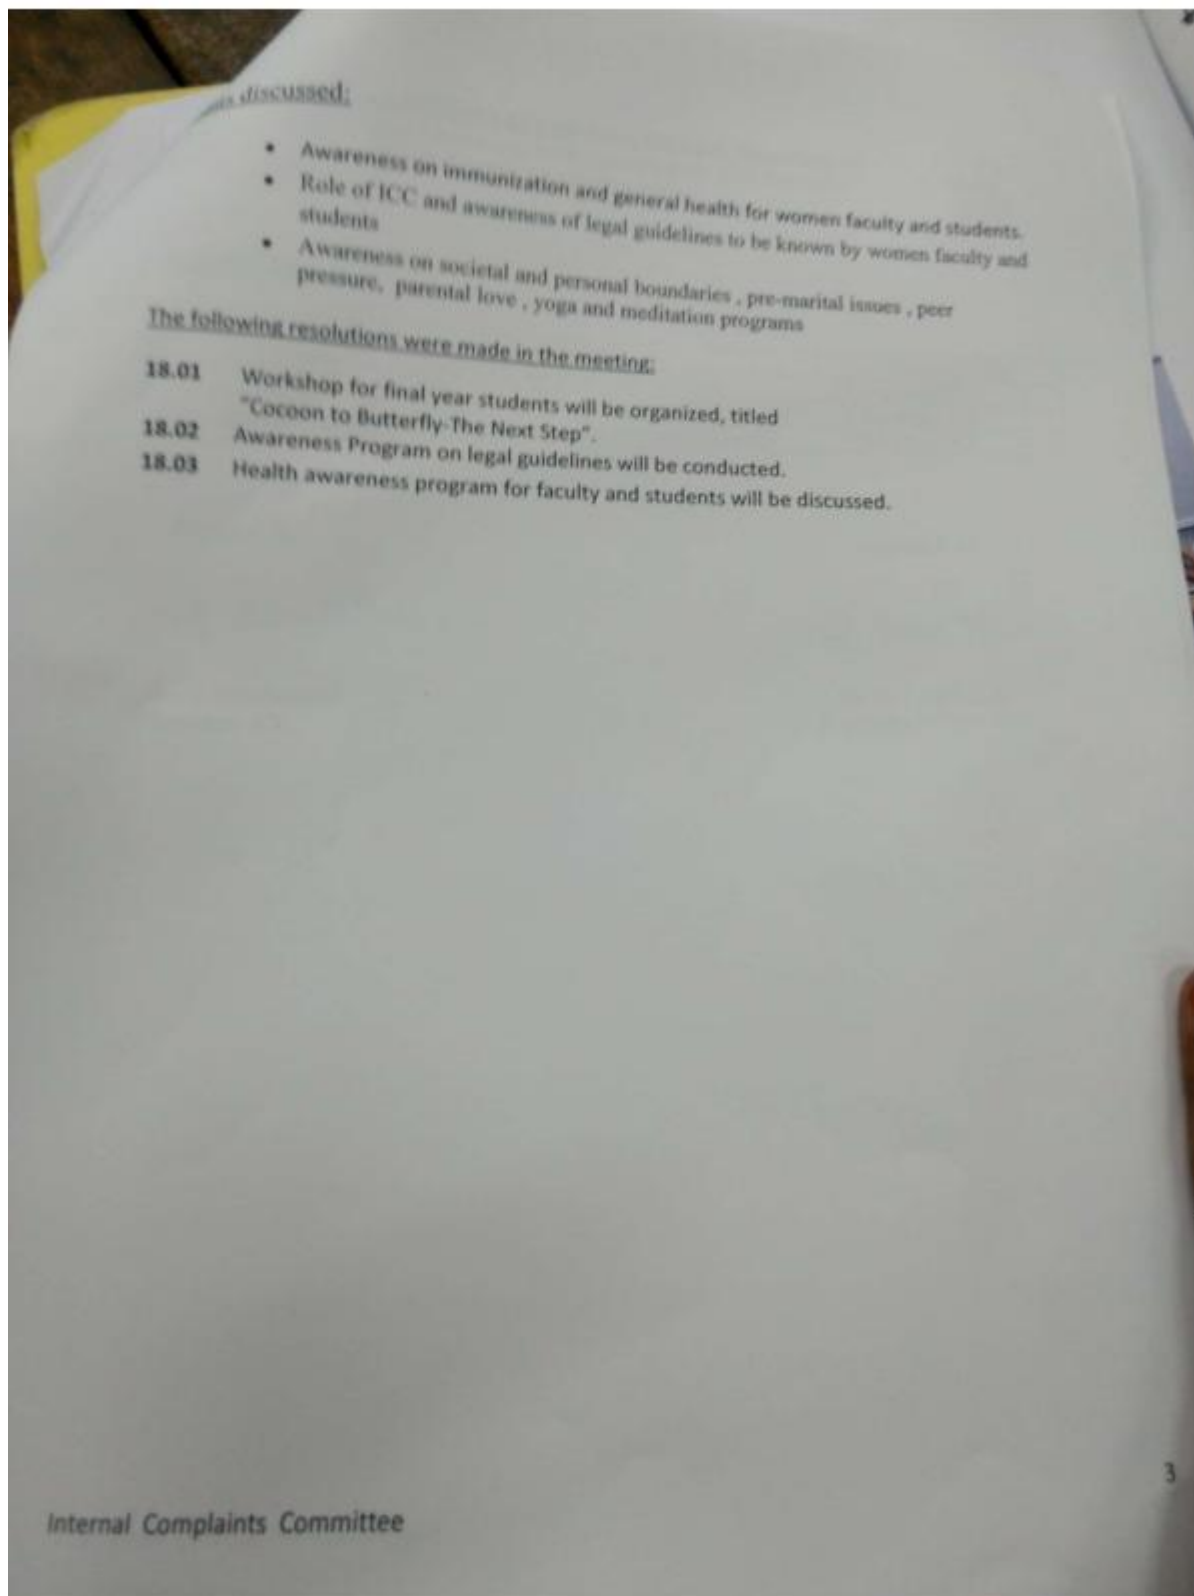 discussed:
• Awareness on immunization and general health for women faculty and students.
• Role of ICC and awareness of legal guidelines to be known by women faculty and
students
• Awareness on societal and personal boundaries , pre-marital issues , peer
pressure, parental love , yoga and meditation programs
The following resolutions were made in the meeting:
18.01 Workshop for final year students will be organized, titled
"Cocoon to Butterfly-The Next Step".
18.02 Awareness Program on legal guidelines will be conducted.
18.03 Health awareness program for faculty and students will be discussed.
3
Internal Complaints Committee